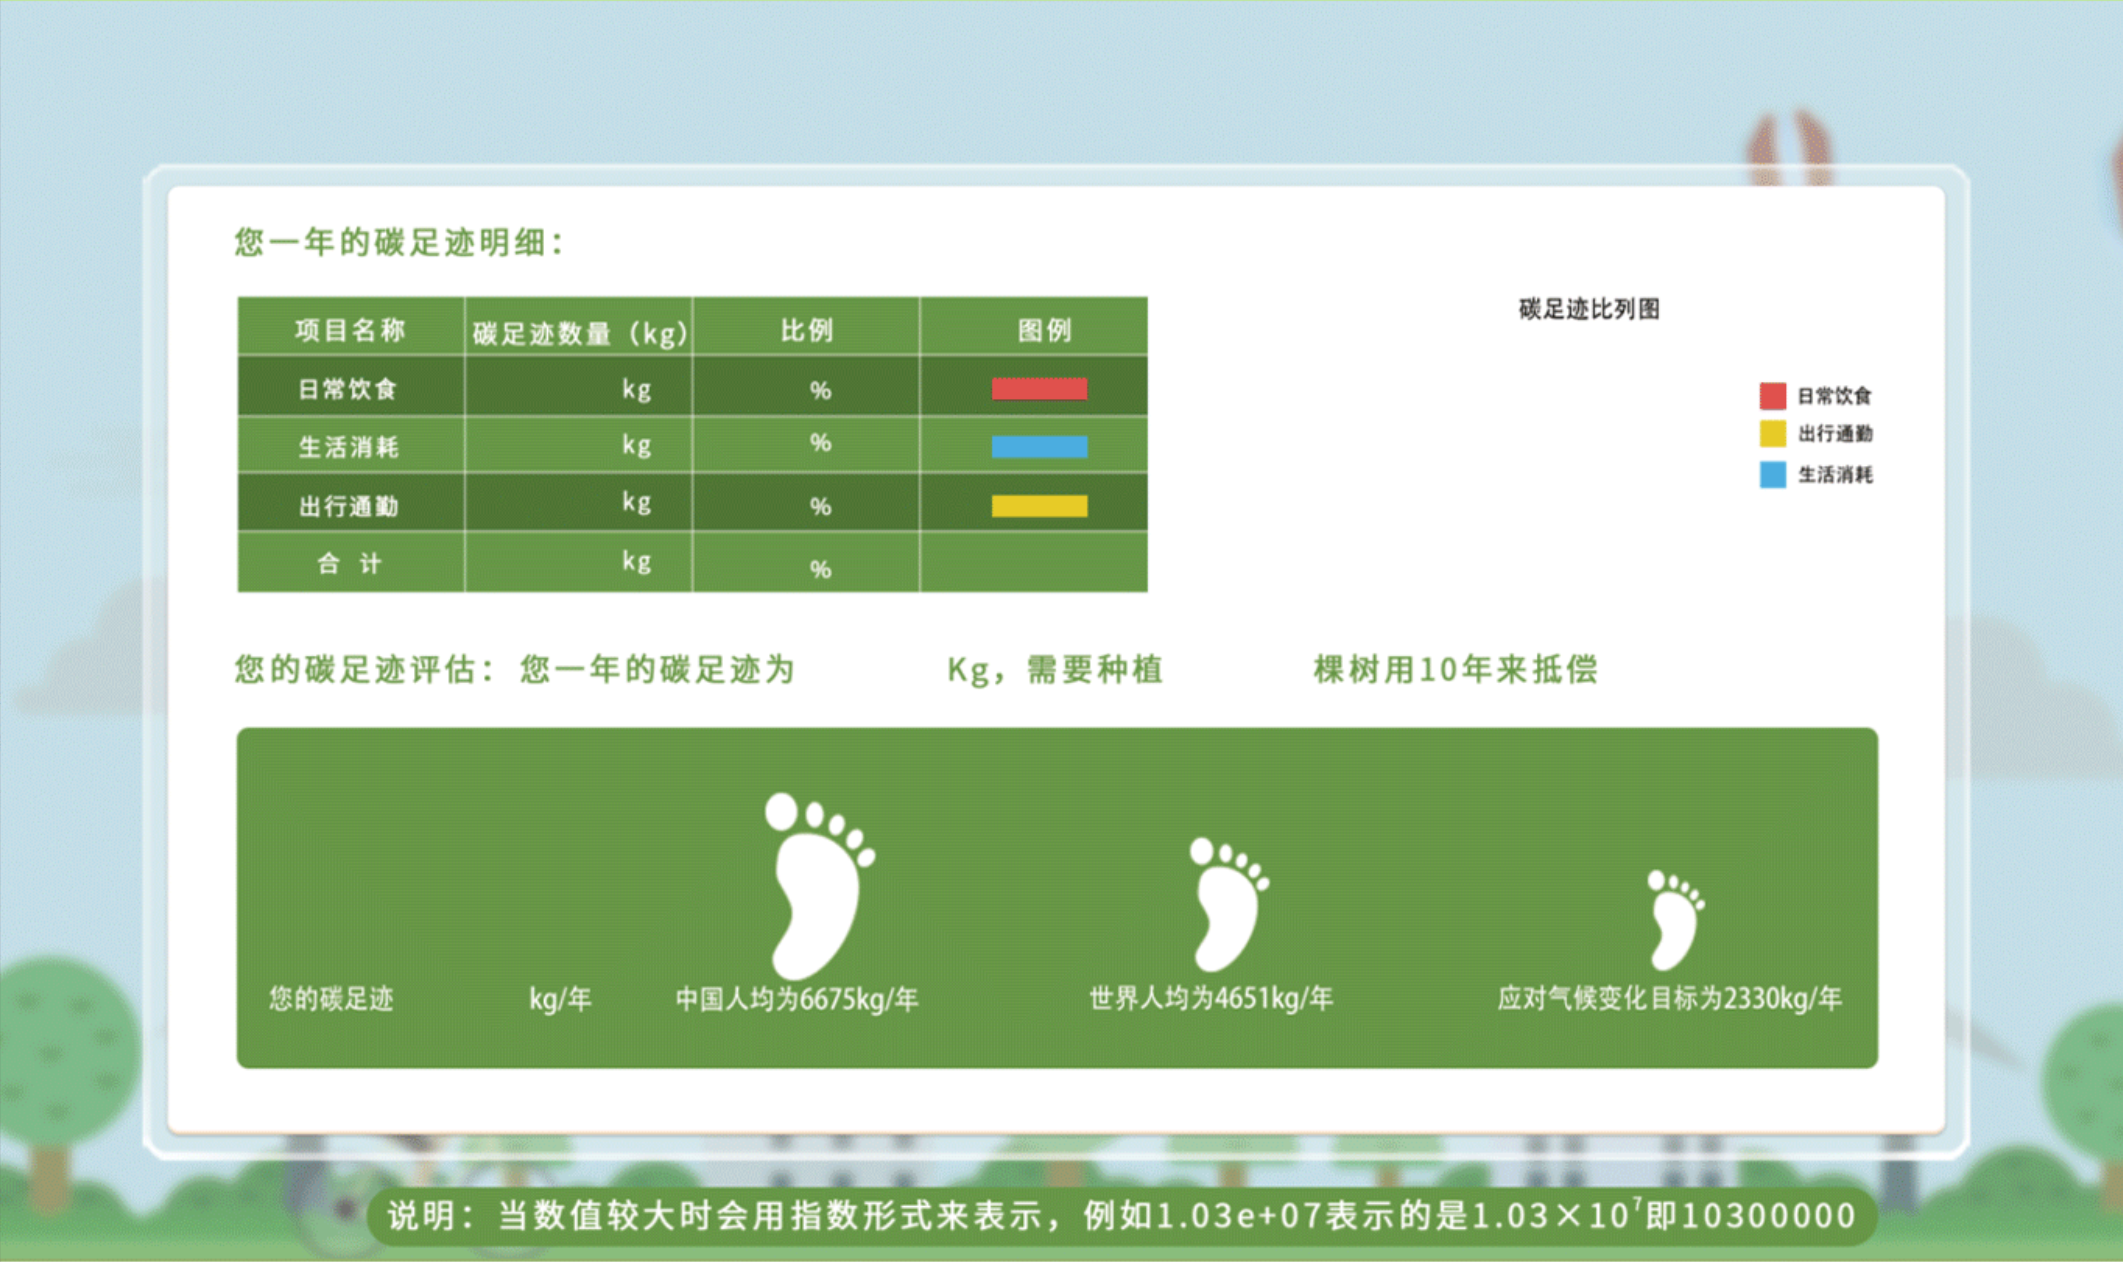 您一年的碳足迹明细：
项目名称 碳足迹数量（kg） 比例 图例
日常饮食 kg %
生活消耗 kg %
出行通勤 kg %
合 计 kg %
碳足迹比列图
日常饮食
出行通勤
生活消耗
您的碳足迹评估：您一年的碳足迹为 Kg，需要种植 棵树用10年来抵偿
您的碳足迹 kg/年 中国人均为6675kg/年 世界人均为4651kg/年 应对气候变化目标为2330kg/年
说明：当数值较大时会用指数形式来表示，例如1.03e+07表示的是1.03×10⁷即10300000